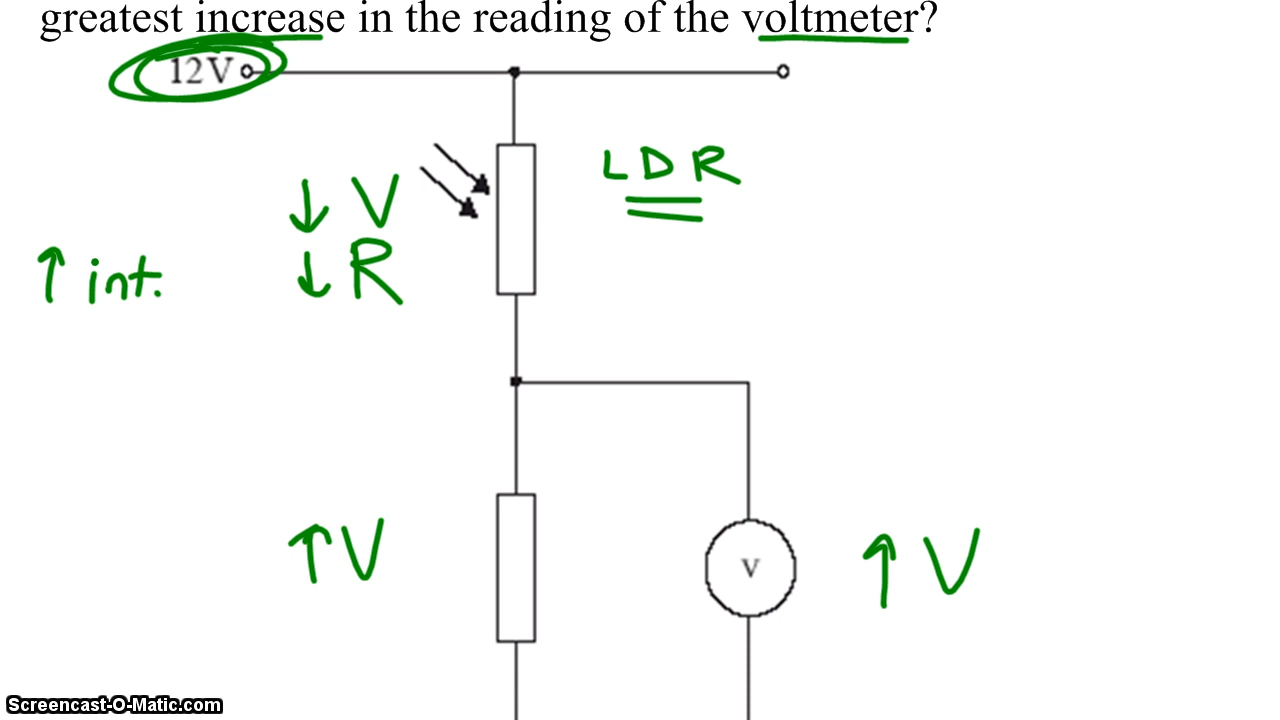 greatest increase in the reading of the voltmeter?
12V
LDR
↓ V
↑ int. ↓ R
↑ V
V
↑ V
Screencast-O-Matic.com